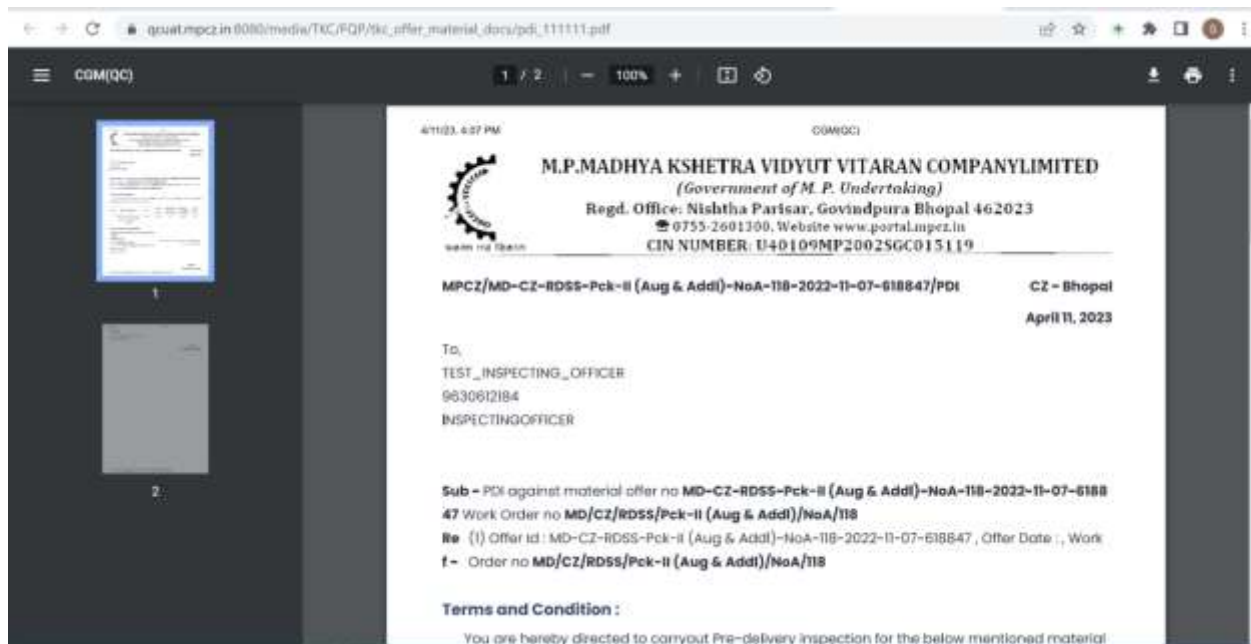 qcuat.mpcz.in:8080/media/TKC/FQP/tkc_offer_material_docs/pdi_111111.pdf
CGM(QC)
1 / 2
100%
4/11/23, 4:07 PM
CGM(QC)
M.P.MADHYA KSHETRA VIDYUT VITARAN COMPANYLIMITED
(Government of M. P. Undertaking)
Regd. Office: Nishtha Parisar, Govindpura Bhopal 462023
☎ 0755-2601300, Website www.portal.mpcz.in
CIN NUMBER: U40109MP2002SGC015119
MPCZ/MD-CZ-RDSS-Pck-II (Aug & Addl)-NoA-118-2022-11-07-618847/PDI
CZ - Bhopal
April 11, 2023
To,
TEST_INSPECTING_OFFICER
9630612184
INSPECTINGOFFICER
Sub - PDI against material offer no MD-CZ-RDSS-Pck-II (Aug & Addl)-NoA-118-2022-11-07-6188
47 Work Order no MD/CZ/RDSS/Pck-II (Aug & Addl)/NoA/118
Re (1) Offer Id : MD-CZ-RDSS-Pck-II (Aug & Addl)-NoA-118-2022-11-07-618847 , Offer Date : , Work
f - Order no MD/CZ/RDSS/Pck-II (Aug & Addl)/NoA/118
Terms and Condition :
You are hereby directed to carryout Pre-delivery inspection for the below mentioned material
1
2